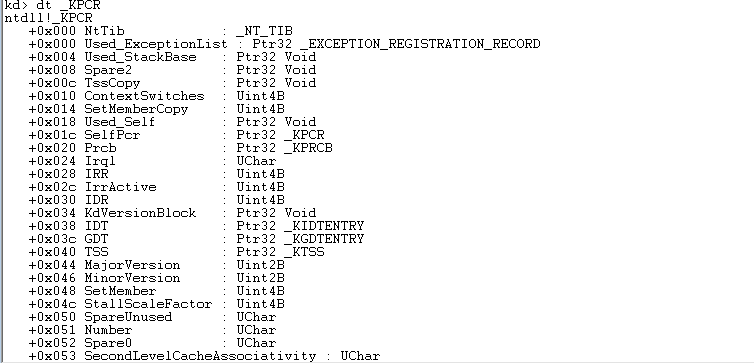 kd> dt _KPCR
ntdll!_KPCR
   +0x000 NtTib            : _NT_TIB
   +0x000 Used_ExceptionList : Ptr32 _EXCEPTION_REGISTRATION_RECORD
   +0x004 Used_StackBase   : Ptr32 Void
   +0x008 Spare2           : Ptr32 Void
   +0x00c TssCopy          : Ptr32 Void
   +0x010 ContextSwitches  : Uint4B
   +0x014 SetMemberCopy    : Uint4B
   +0x018 Used_Self        : Ptr32 Void
   +0x01c SelfPcr          : Ptr32 _KPCR
   +0x020 Prcb             : Ptr32 _KPRCB
   +0x024 Irql             : UChar
   +0x028 IRR              : Uint4B
   +0x02c IrrActive        : Uint4B
   +0x030 IDR              : Uint4B
   +0x034 KdVersionBlock   : Ptr32 Void
   +0x038 IDT              : Ptr32 _KIDTENTRY
   +0x03c GDT              : Ptr32 _KGDTENTRY
   +0x040 TSS              : Ptr32 _KTSS
   +0x044 MajorVersion     : Uint2B
   +0x046 MinorVersion     : Uint2B
   +0x048 SetMember        : Uint4B
   +0x04c StallScaleFactor : Uint4B
   +0x050 SpareUnused      : UChar
   +0x051 Number           : UChar
   +0x052 Spare0           : UChar
   +0x053 SecondLevelCacheAssociativity : UChar